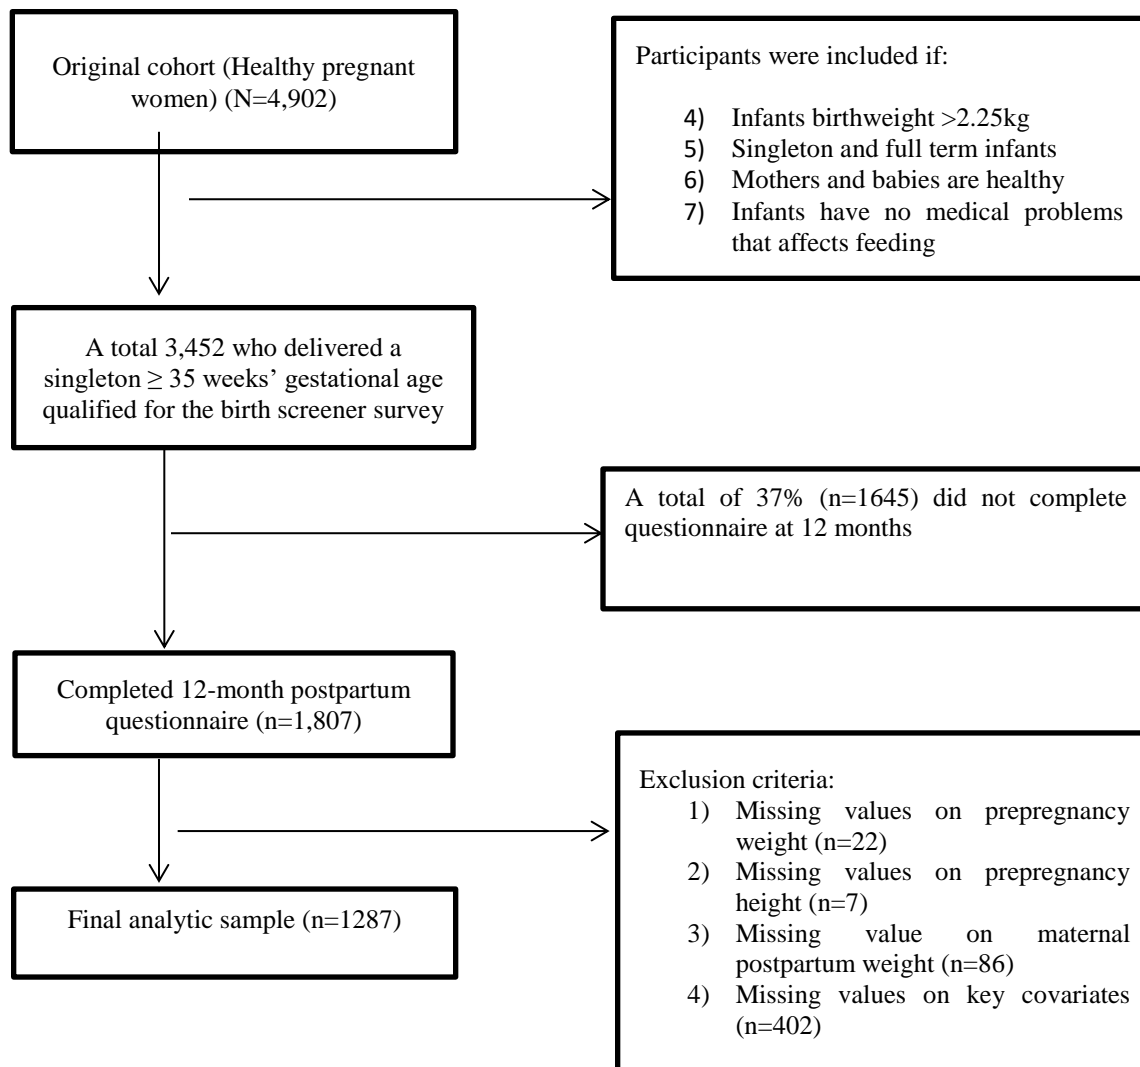 Original cohort (Healthy pregnant
women) (N=4,902)
Participants were included if:
4) Infants birthweight >2.25kg
5) Singleton and full term infants
6) Mothers and babies are healthy
7) Infants have no medical problems
that affects feeding
A total 3,452 who delivered a
singleton ≥ 35 weeks’ gestational age
qualified for the birth screener survey
A total of 37% (n=1645) did not complete
questionnaire at 12 months
Completed 12-month postpartum
questionnaire (n=1,807)
Exclusion criteria:
1) Missing values on prepregnancy
weight (n=22)
2) Missing values on prepregnancy
height (n=7)
3) Missing value on maternal
postpartum weight (n=86)
4) Missing values on key covariates
(n=402)
Final analytic sample (n=1287)